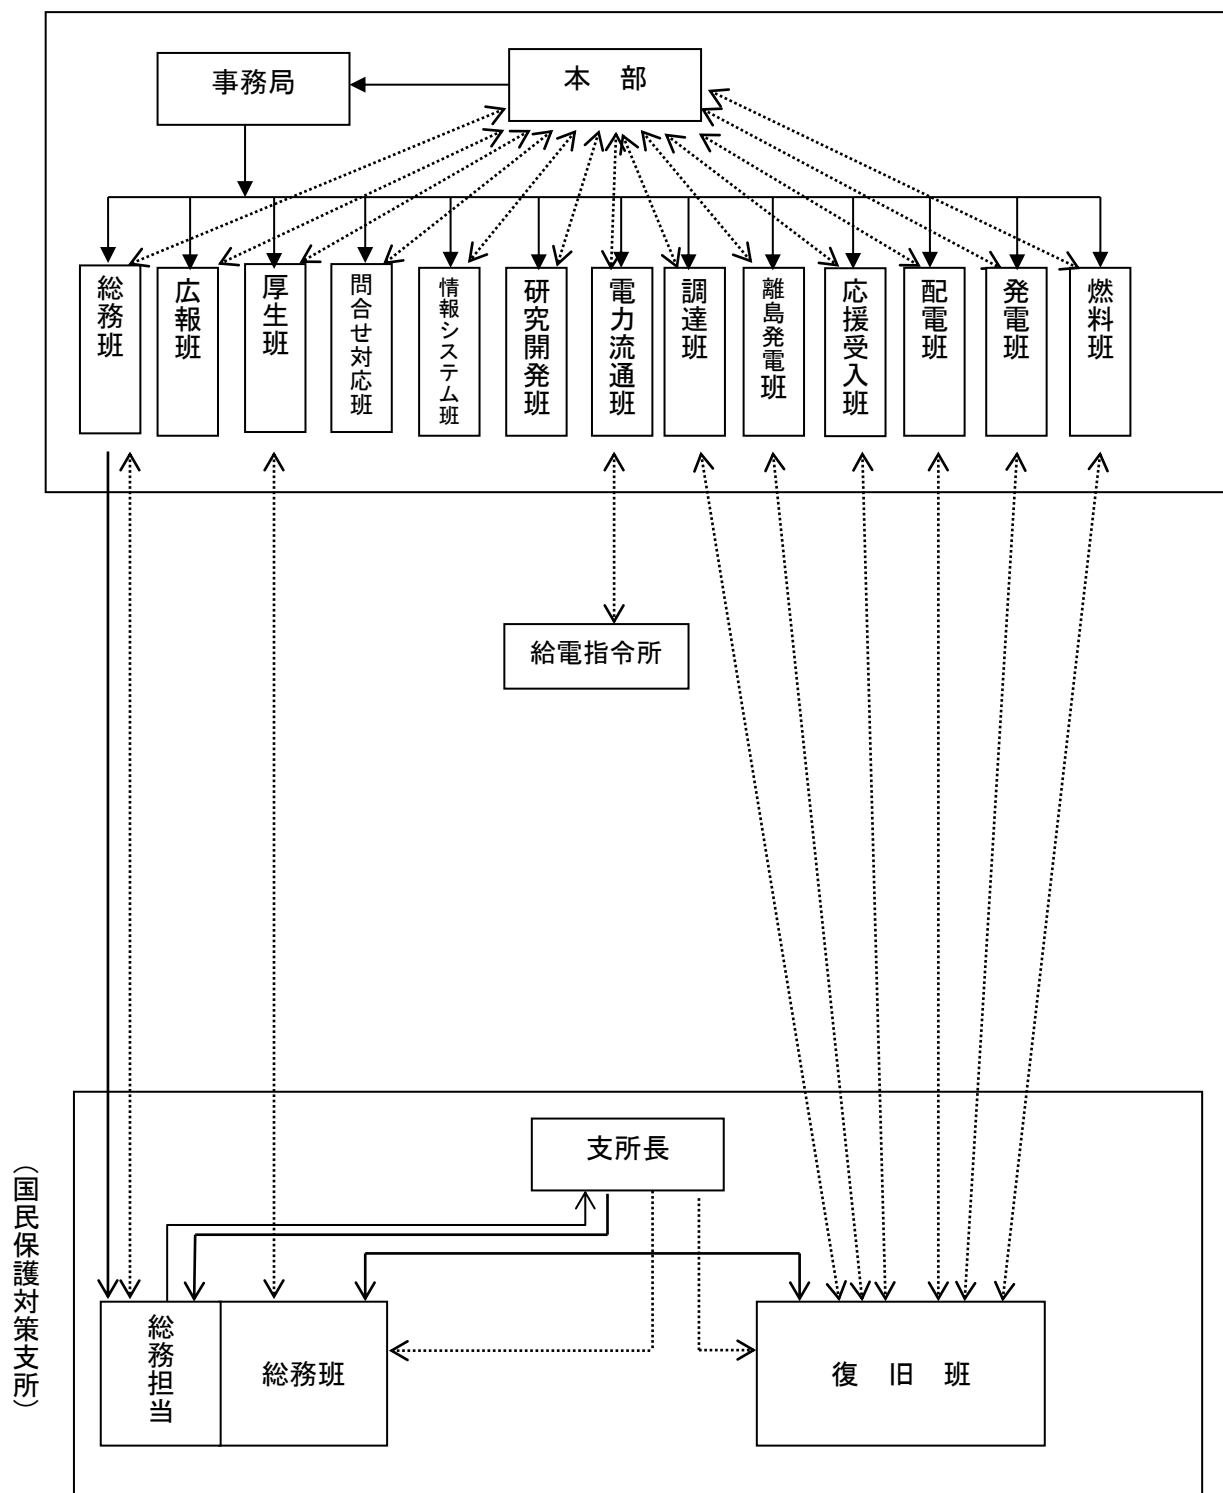 本　部
事務局
総務班
広報班
厚生班
問合せ対応班
情報システム班
研究開発班
電力流通班
調達班
離島発電班
応援受入班
配電班
発電班
燃料班
給電指令所
（国民保護対策支所）
支所長
総務担当
総務班
復　旧　班